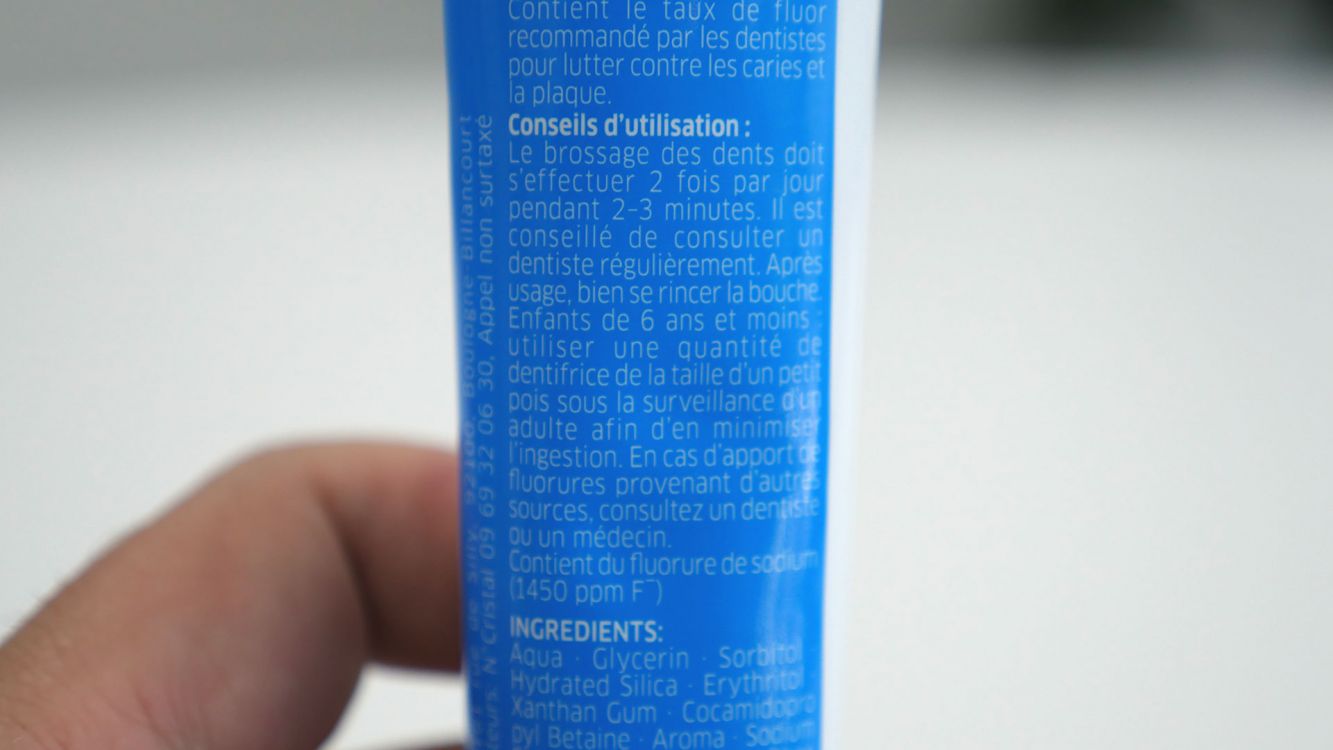 Contient le taux de fluor
recommandé par les dentistes
pour lutter contre les caries et
la plaque.
Conseils d'utilisation :
Le brossage des dents doit
s'effectuer 2 fois par jour
pendant 2-3 minutes. Il est
conseillé de consulter un
dentiste régulièrement. Après
usage, bien se rincer la bouche.
Enfants de 6 ans et moins :
utiliser une quantité de
dentifrice de la taille d'un petit
pois sous la surveillance d'un
adulte afin d'en minimiser
l'ingestion. En cas d'apport de
fluorures provenant d'autres
sources, consultez un dentiste
ou un médecin.
Contient du fluorure de sodium
(1450 ppm F⁻)
INGREDIENTS:
Aqua · Glycerin · Sorbitol
Hydrated Silica · Erythritol
Xanthan Gum · Cocamidopro
pyl Betaine · Aroma · Sodium
de Silly, 92100, Boulogne-Billancourt
N° Cristal 09 69 32 06 30, Appel non surtaxé